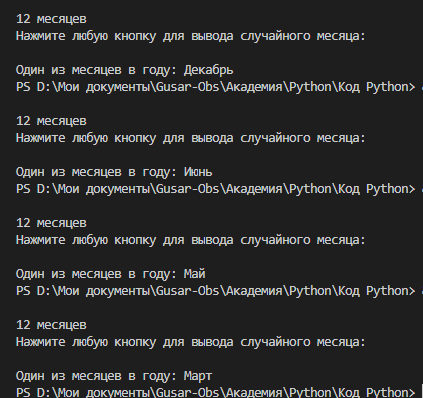 12 месяцев
Нажмите любую кнопку для вывода случайного месяца:
Один из месяцев в году: Декабрь
PS D:\Мои документы\Gusar-Obs\Академия\Python\Код Python>
12 месяцев
Нажмите любую кнопку для вывода случайного месяца:
Один из месяцев в году: Июнь
PS D:\Мои документы\Gusar-Obs\Академия\Python\Код Python>
12 месяцев
Нажмите любую кнопку для вывода случайного месяца:
Один из месяцев в году: Май
PS D:\Мои документы\Gusar-Obs\Академия\Python\Код Python>
12 месяцев
Нажмите любую кнопку для вывода случайного месяца:
Один из месяцев в году: Март
PS D:\Мои документы\Gusar-Obs\Академия\Python\Код Python>